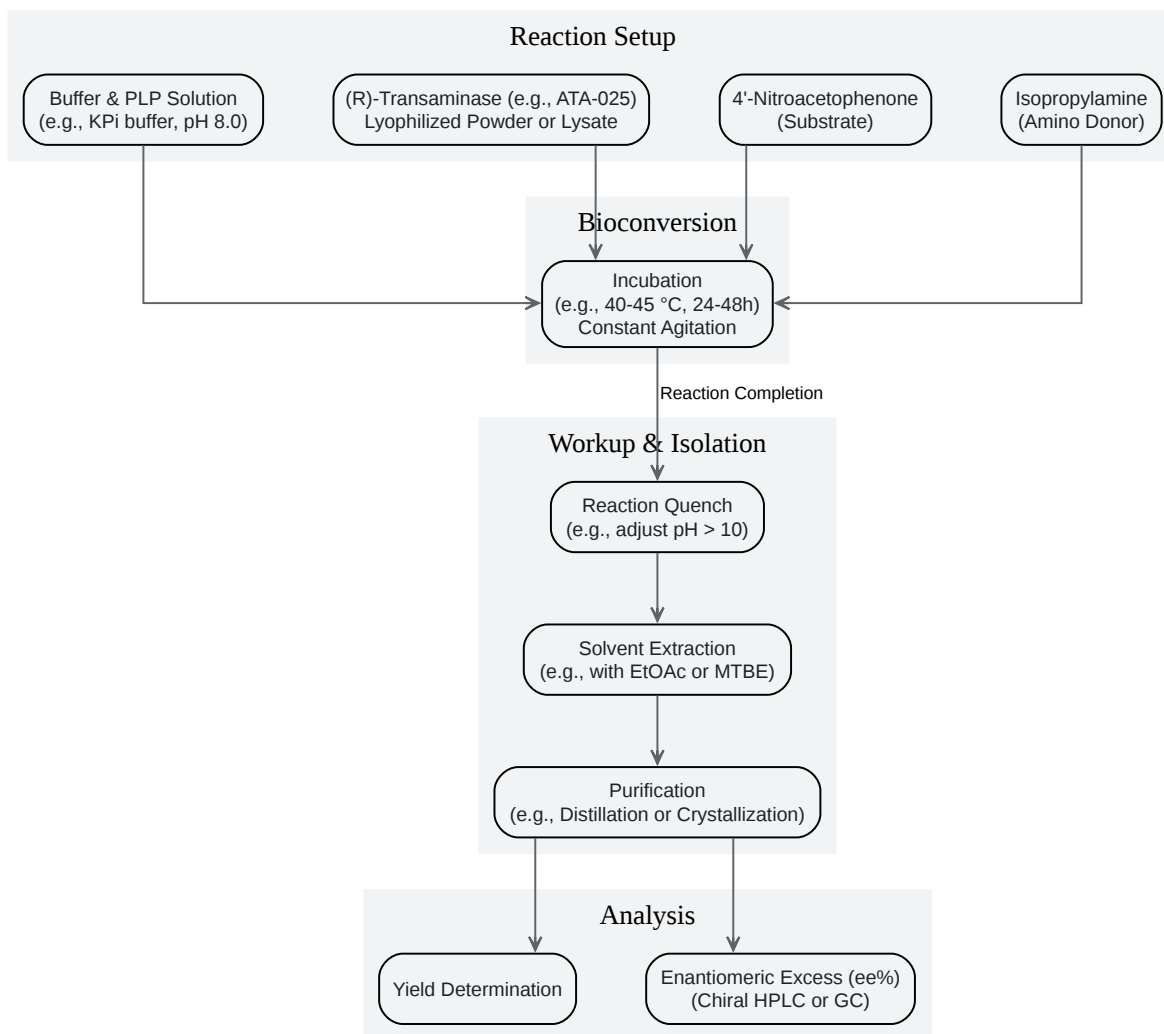 Reaction Setup
Buffer & PLP Solution
(e.g., KPi buffer, pH 8.0)
(R)-Transaminase (e.g., ATA-025)
Lyophilized Powder or Lysate
4'-Nitroacetophenone
(Substrate)
Isopropylamine
(Amino Donor)
Bioconversion
Incubation
(e.g., 40-45 °C, 24-48h)
Constant Agitation
Reaction Completion
Workup & Isolation
Reaction Quench
(e.g., adjust pH > 10)
Solvent Extraction
(e.g., with EtOAc or MTBE)
Purification
(e.g., Distillation or Crystallization)
Analysis
Yield Determination
Enantiomeric Excess (ee%)
(Chiral HPLC or GC)